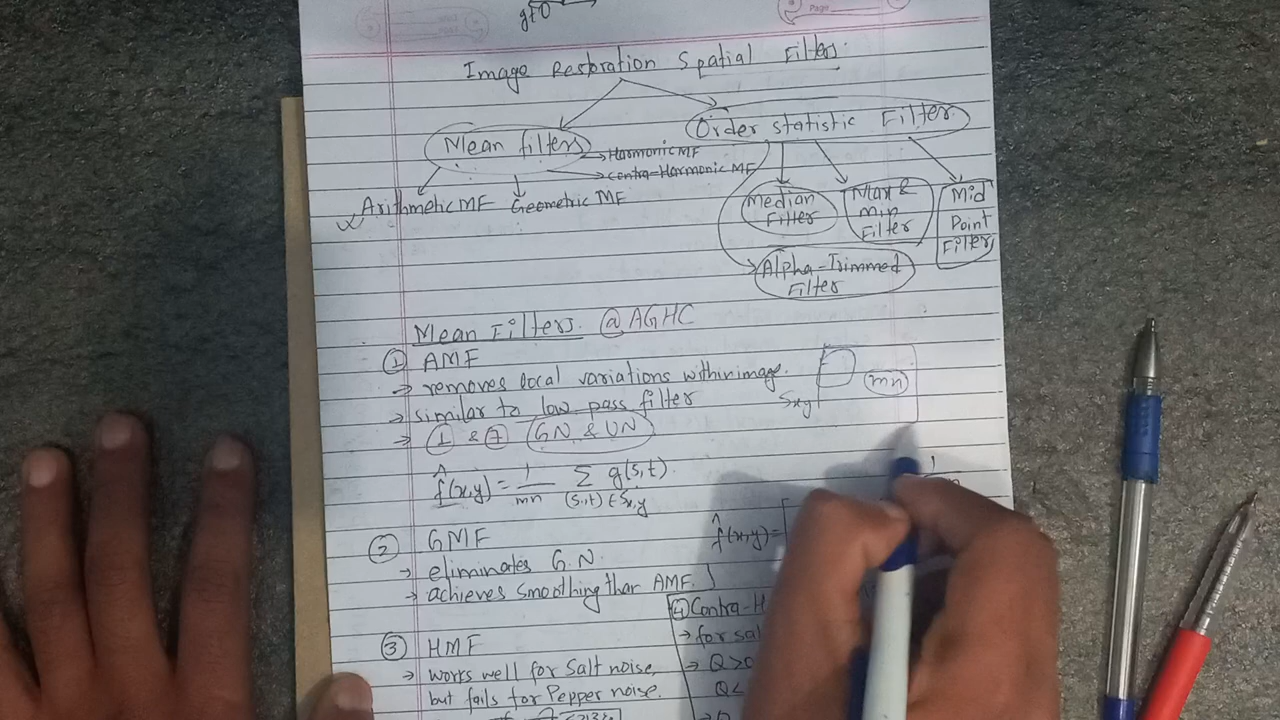 Page
Image Restoration Spatial Filters.
Mean filters
Order statistic Filter.
Harmonic MF
Contra-Harmonic MF
Arithmetic MF
Geometric MF
Median
Filter
Max &
Min
Filter
Mid
Point
Filter
Alpha-Trimmed
Filter
Mean Filters. @AGHC
① AMF
→ removes local variations within image.
→ similar to low pass filter
→ ① & ⑦ GN & UN
mn
Sxy
f̂(x,y) = 1/mn Σ g(s,t).
(s,t) ∈ Sx,y
② GMF
→ eliminates G.N.
→ achieves smoothing than AMF.
f̂(x,y)=[
③ HMF
→ works well for Salt noise,
but fails for Pepper noise.
④ Contra-H
→ for sal
→ Q>0
Q<